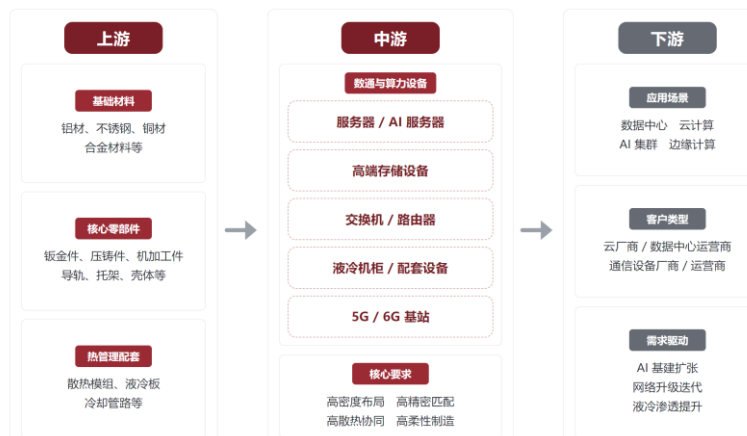 上游
基础材料
铝材、不锈钢、铜材
合金材料等
核心零部件
钣金件、压铸件、机加工件
导轨、托架、壳体等
热管理配套
散热模组、液冷板
冷却管路等
中游
数通与算力设备
服务器 / AI 服务器
高端存储设备
交换机 / 路由器
液冷机柜 / 配套设备
5G / 6G 基站
核心要求
高密度布局 高精密匹配
高散热协同 高柔性制造
下游
应用场景
数据中心 云计算
AI 集群 边缘计算
客户类型
云厂商 / 数据中心运营商
通信设备厂商 / 运营商
需求驱动
AI 基建扩张
网络升级迭代
液冷渗透提升